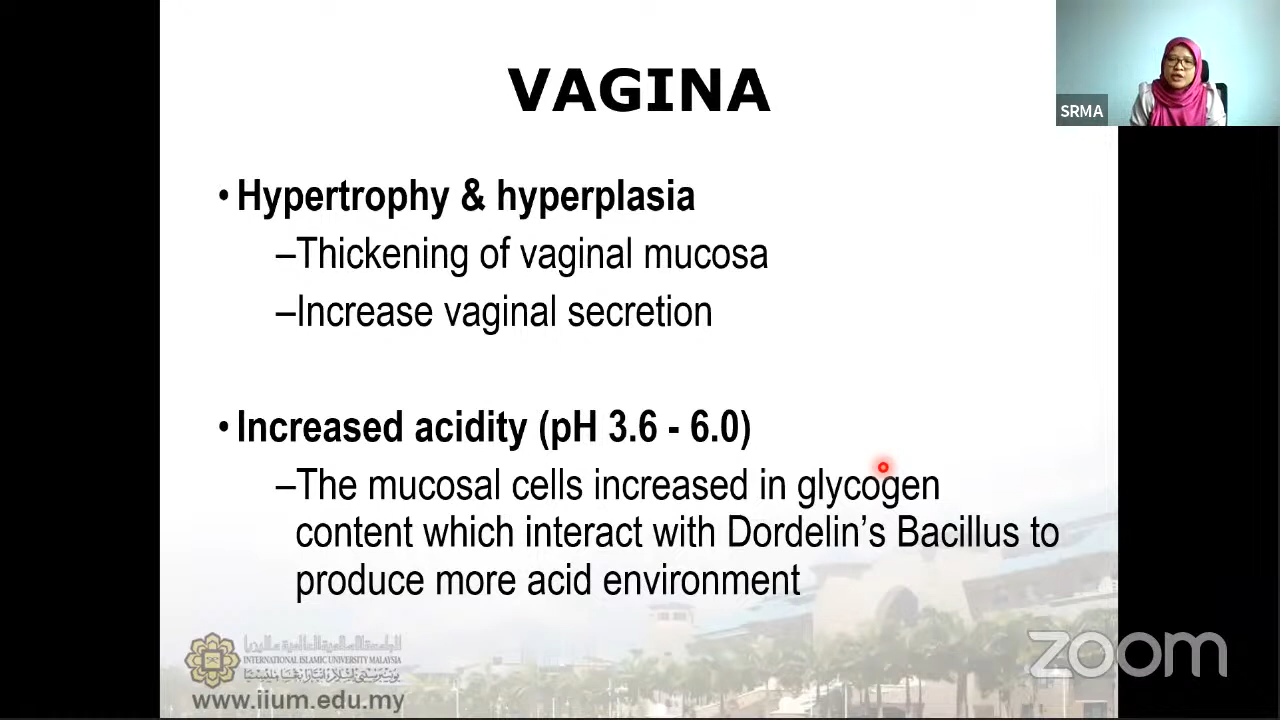 VAGINA
SRMA
• Hypertrophy & hyperplasia
–Thickening of vaginal mucosa
–Increase vaginal secretion
• Increased acidity (pH 3.6 - 6.0)
–The mucosal cells increased in glycogen
content which interact with Dordelin’s Bacillus to
produce more acid environment
INTERNATIONAL ISLAMIC UNIVERSITY MALAYSIA
www.iium.edu.my
zoom